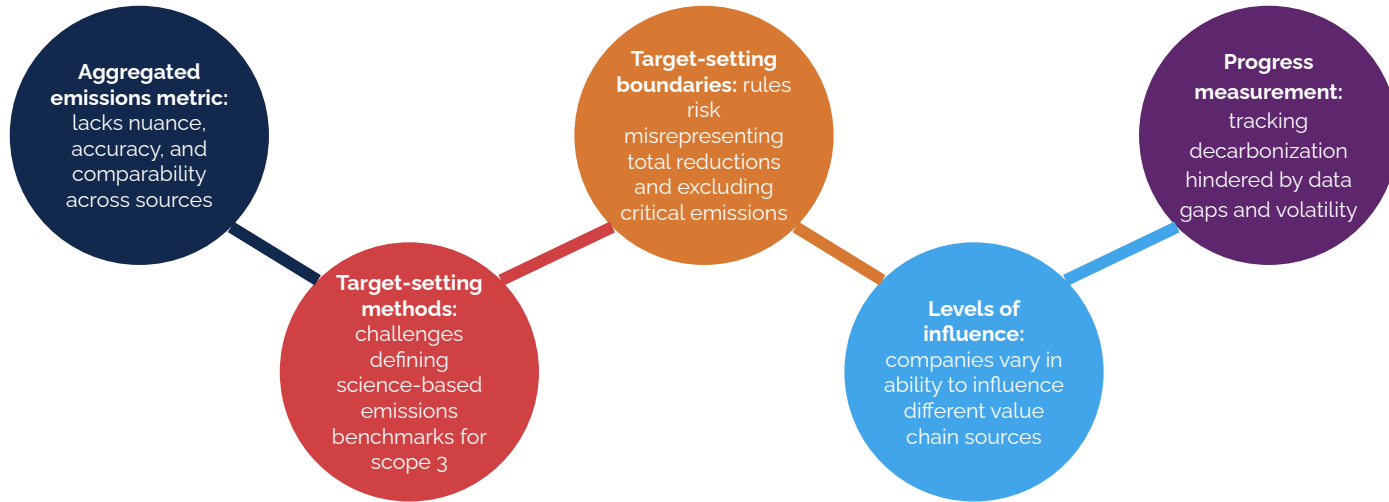 Aggregated
emissions metric:
lacks nuance,
accuracy, and
comparability
across sources
Target-setting
methods:
challenges
defining
science-based
emissions
benchmarks for
scope 3
Target-setting
boundaries: rules
risk
misrepresenting
total reductions
and excluding
critical emissions
Levels of
influence:
companies vary in
ability to influence
different value
chain sources
Progress
measurement:
tracking
decarbonization
hindered by data
gaps and volatility